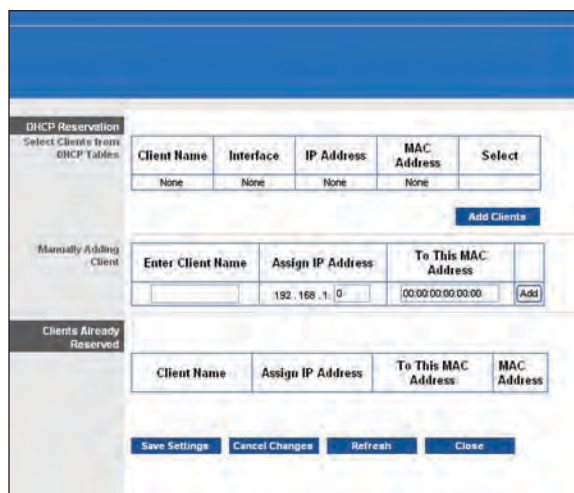 DHCP Reservation
Select Clients from
DHCP Tables
Client Name
Interface
IP Address
MAC
Address
Select
None
None
None
None
Add Clients
Manually Adding
Client
Enter Client Name
Assign IP Address
To This MAC
Address
192 .168 .1. 0
00:00:00:00:00:00
Add
Clients Already
Reserved
Client Name
Assign IP Address
To This MAC
Address
MAC
Address
Save Settings
Cancel Changes
Refresh
Close